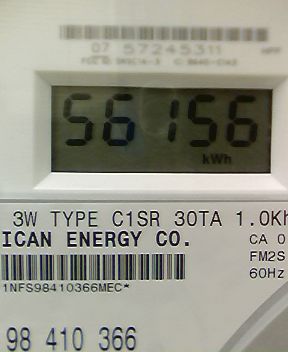 07 57245311
56156
kWh
3W TYPE C1SR 30TA 1.0Kh
ICAN ENERGY CO.
CA 0
FM2S
1NFS98410366MEC*
60Hz
98 410 366